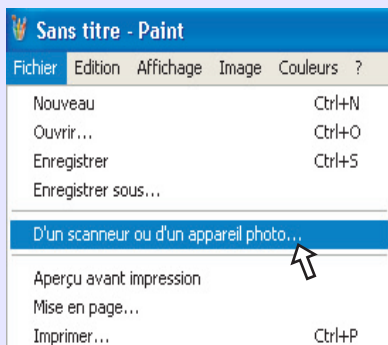 Sans titre - Paint
Fichier Edition Affichage Image Couleurs ?
Nouveau Ctrl+N
Ouvrir... Ctrl+O
Enregistrer Ctrl+S
Enregistrer sous...
D'un scanneur ou d'un appareil photo...
Aperçu avant impression
Mise en page...
Imprimer... Ctrl+P